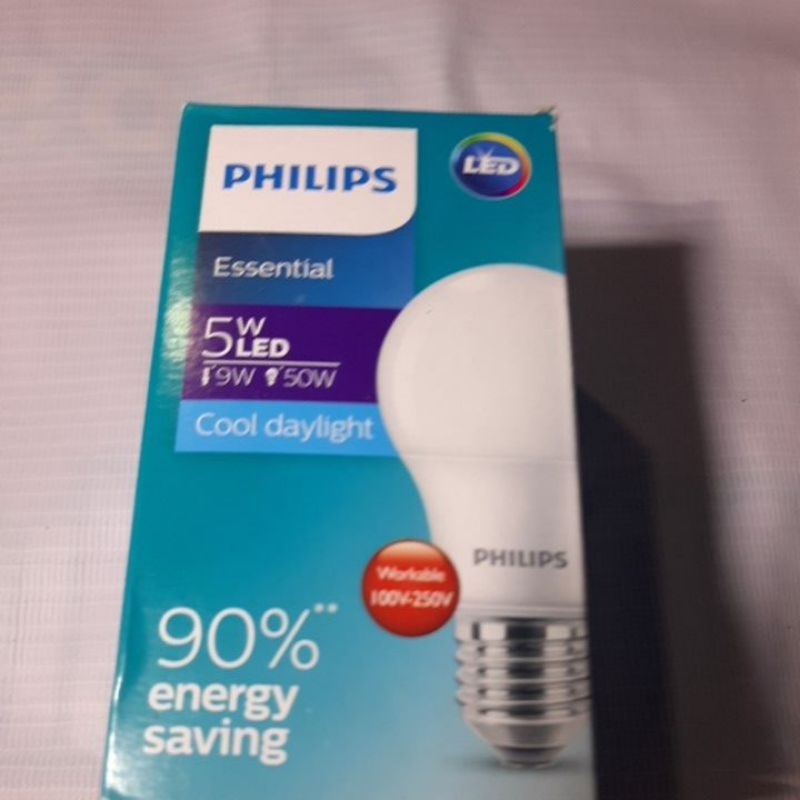 PHILIPS
LED
Essential
5W
LED
9W 50W
Cool daylight
PHILIPS
Workable
100V-250V
90%**
energy
saving